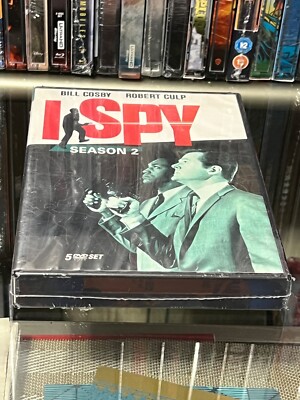 BILL COSBY ROBERT CULP
I SPY
SEASON 2
5 DVD SET